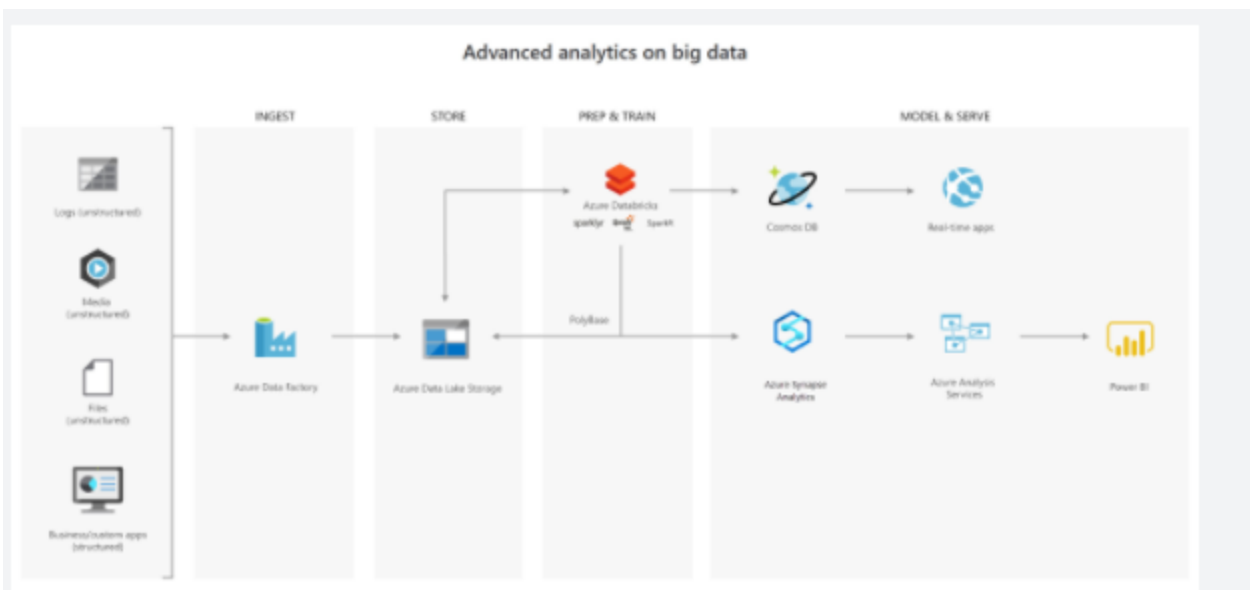 Advanced analytics on big data
INGEST
STORE
PREP & TRAIN
MODEL & SERVE
Logs (unstructured)
Media
(unstructured)
Files
(unstructured)
Business/custom apps
(structured)
Azure Data Factory
Azure Data Lake Storage
Azure Databricks
sparklyr
SparkR
PolyBase
Cosmos DB
Real-time apps
Azure Synapse
Analytics
Azure Analysis
Services
Power BI